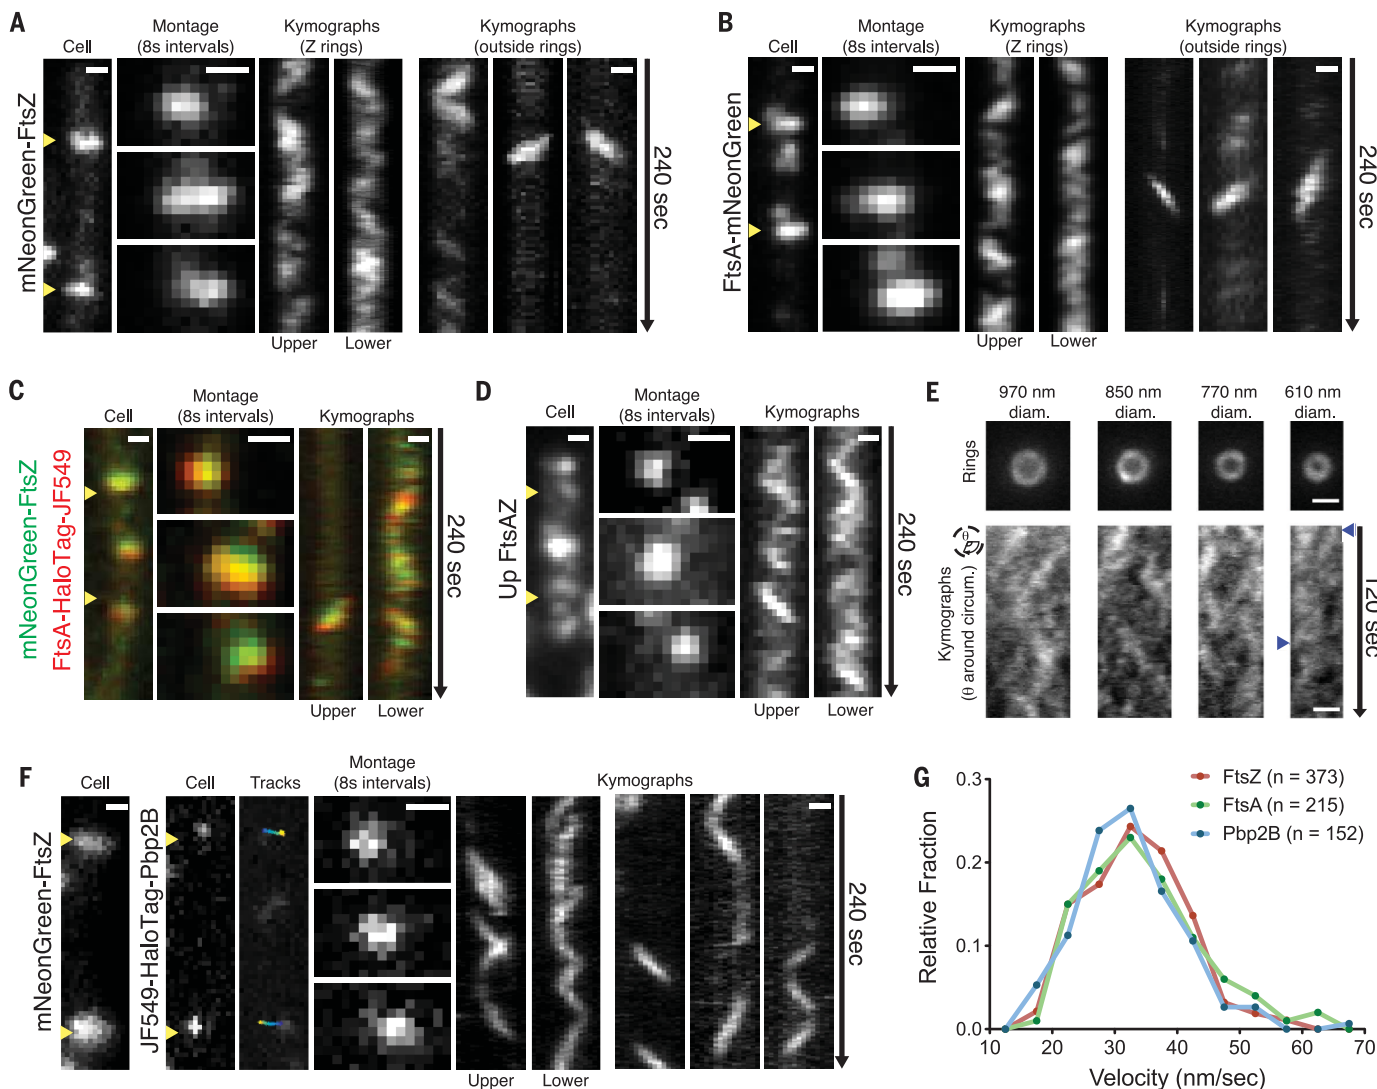 A
Cell
Montage
(8s intervals)
Kymographs
(Z rings)
Kymographs
(outside rings)
mNeonGreen-FtsZ
240 sec
Upper
Lower
B
Cell
Montage
(8s intervals)
Kymographs
(Z rings)
Kymographs
(outside rings)
FtsA-mNeonGreen
240 sec
Upper
Lower
C
Cell
Montage
(8s intervals)
Kymographs
mNeonGreen-FtsZ
FtsA-HaloTag-JF549
240 sec
Upper
Lower
D
Cell
Montage
(8s intervals)
Kymographs
Up FtsAZ
240 sec
Upper
Lower
E
970 nm
diam.
850 nm
diam.
770 nm
diam.
610 nm
diam.
Rings
θ
Kymographs
(θ around circum.)
120 sec
F
Cell
Cell
Tracks
Montage
(8s intervals)
Kymographs
mNeonGreen-FtsZ
JF549-HaloTag-Pbp2B
240 sec
Upper
Lower
G
FtsZ (n = 373)
FtsA (n = 215)
Pbp2B (n = 152)
Relative Fraction
0.3
0.2
0.1
0.0
10
20
30
40
50
60
70
Velocity (nm/sec)